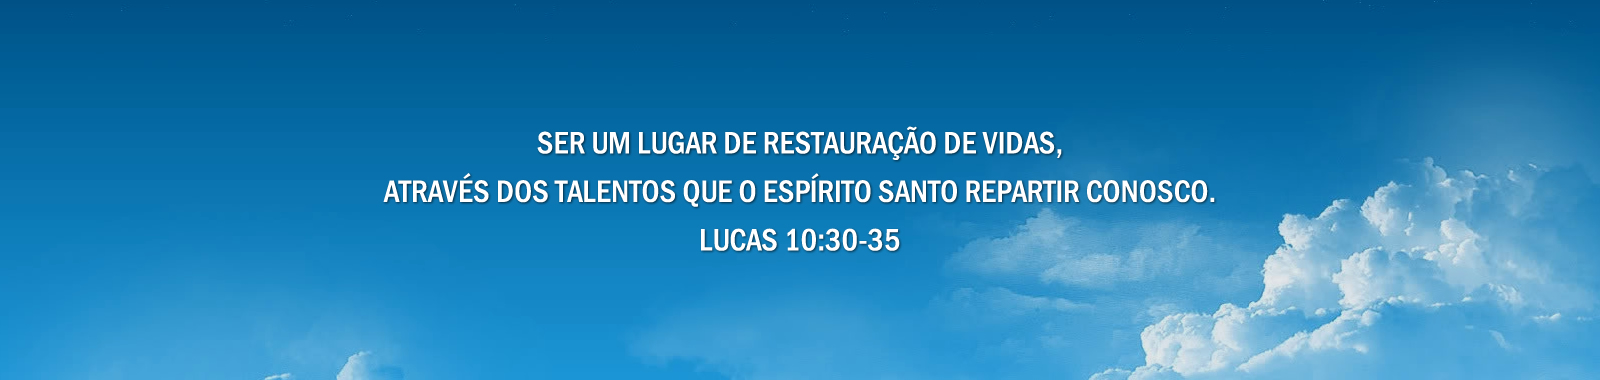 SER UM LUGAR DE RESTAURAÇÃO DE VIDAS,
ATRAVÉS DOS TALENTOS QUE O ESPÍRITO SANTO REPARTIR CONOSCO.
LUCAS 10:30-35